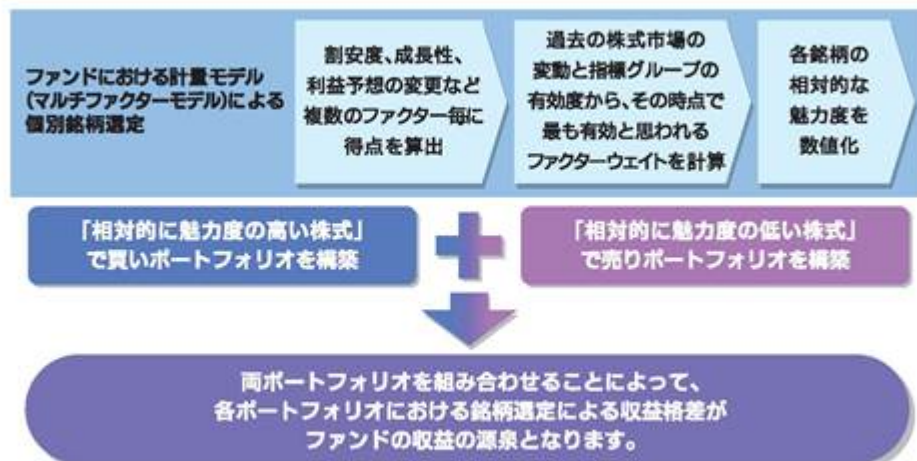 ファンドにおける計量モデル
(マルチファクターモデル)による
個別銘柄選定
割安度、成長性、
利益予想の変更など
複数のファクター毎に
得点を算出
過去の株式市場の
変動と指標グループの
有効度から、その時点で
最も有効と思われる
ファクターウェイトを計算
各銘柄の
相対的な
魅力度を
数値化
「相対的に魅力度の高い株式」
で買いポートフォリオを構築
「相対的に魅力度の低い株式」
で売りポートフォリオを構築
両ポートフォリオを組み合わせることによって、
各ポートフォリオにおける銘柄選定による収益格差が
ファンドの収益の源泉となります。